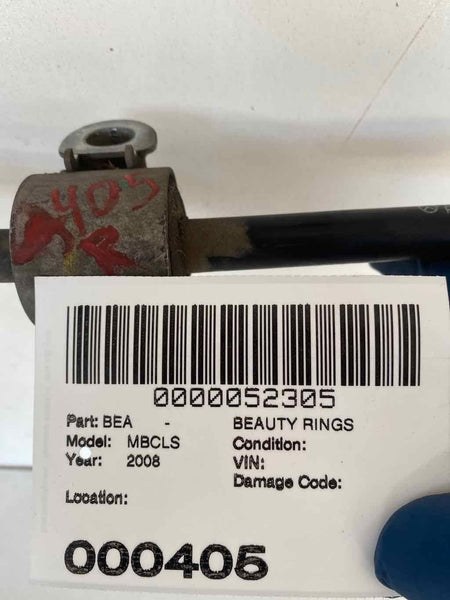 405
R
0000052305
Part: BEA - BEAUTY RINGS
Model: MBCLS Condition:
Year: 2008 VIN:
Damage Code:
Location:
000405